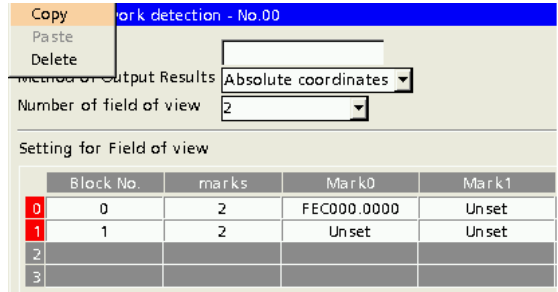 Copy
Paste
Delete
work detection - No.00
Method of Output Results Absolute coordinates
Number of field of view 2
Setting for Field of view
Block No. marks Mark0 Mark1
0 0 2 FEC000.0000 Unset
1 1 2 Unset Unset
2
3